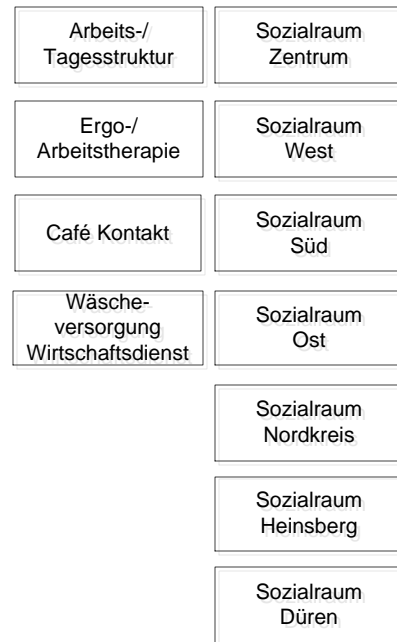 Arbeits-/
Tagesstruktur
Ergo-/
Arbeitstherapie
Café Kontakt
Wäsche-
versorgung
Wirtschaftsdienst
Sozialraum
Zentrum
Sozialraum
West
Sozialraum
Süd
Sozialraum
Ost
Sozialraum
Nordkreis
Sozialraum
Heinsberg
Sozialraum
Düren